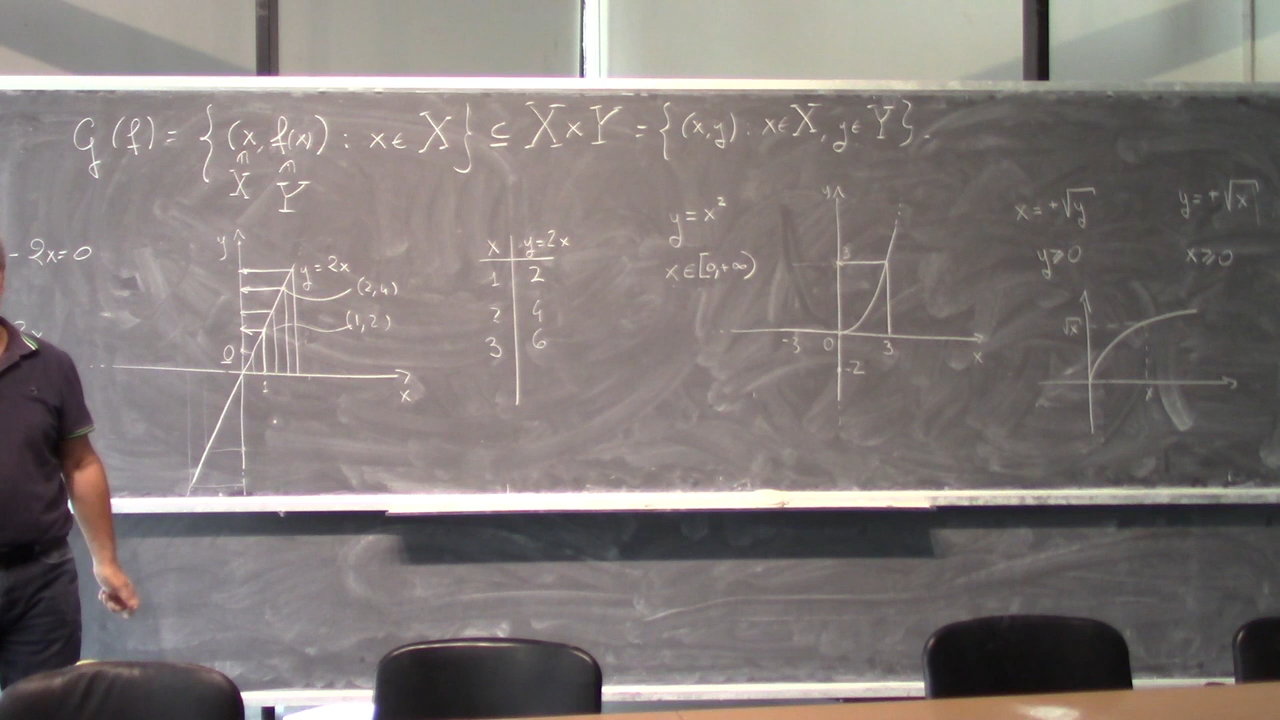 G(f) = {(x, f(x)) : x ∈ X} ⊆ X × Y = {(x,y) : x ∈ X, y ∈ Y}.
∩ ∩
X Y
- 2x=0
y
y=2x
(2,4)
(1,2)
0
1
x
x y=2x
1 2
2 4
3 6
y = x²
x ∈ [0,+∞)
y
-3 0 3 x
-2
x = +√y
y ≥ 0
y = +√x
x ≥ 0
√x
x